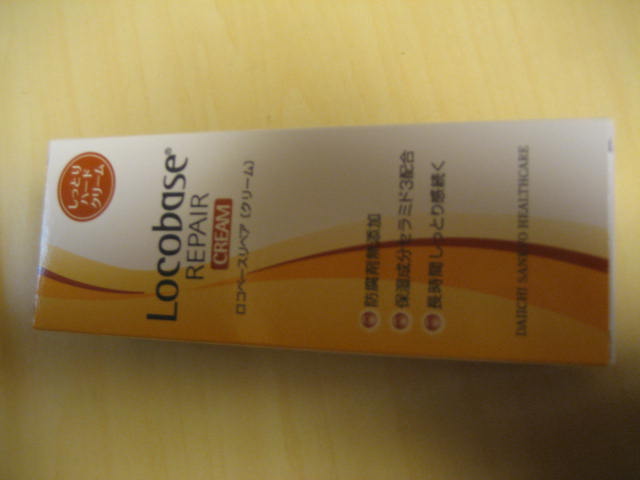 しっとり
ハード
クリーム
Locobase®
REPAIR
CREAM
ロコベースリペア〔クリーム〕
防腐剤無添加
保湿成分セラミド3配合
長時間しっとり感続く
DAIICHI SANKYO HEALTHCARE